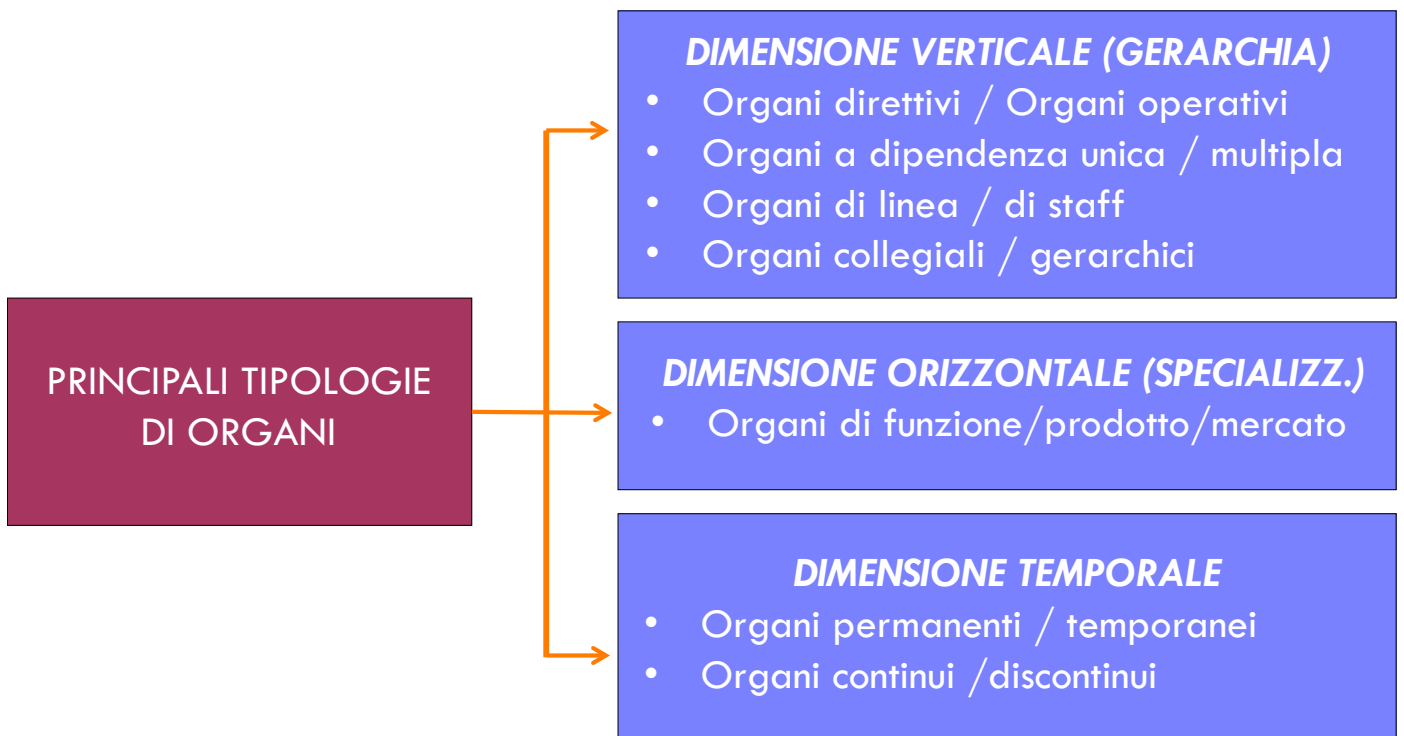 PRINCIPALI TIPOLOGIE
DI ORGANI
DIMENSIONE VERTICALE (GERARCHIA)
• Organi direttivi / Organi operativi
• Organi a dipendenza unica / multipla
• Organi di linea / di staff
• Organi collegiali / gerarchici
DIMENSIONE ORIZZONTALE (SPECIALIZZ.)
• Organi di funzione/prodotto/mercato
DIMENSIONE TEMPORALE
• Organi permanenti / temporanei
• Organi continui /discontinui